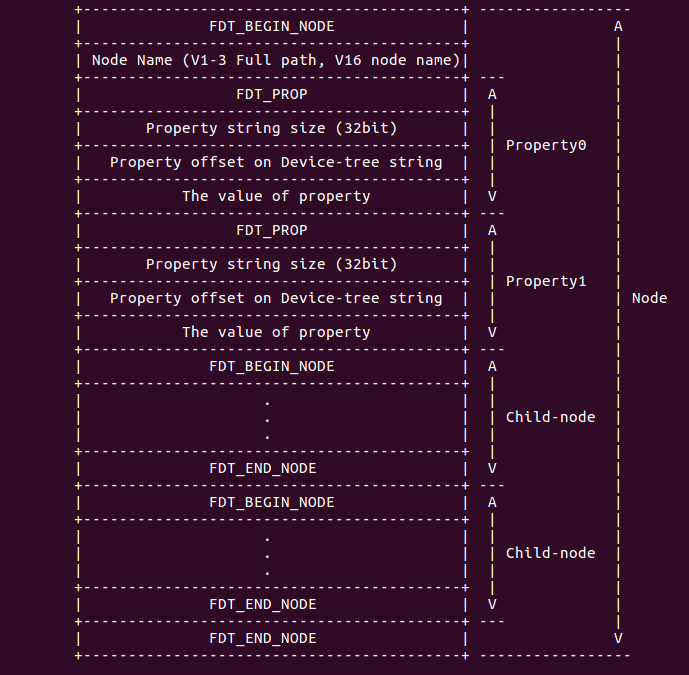 +------------------------------------------+ -----------------
|              FDT_BEGIN_NODE              |                A
+------------------------------------------+                |
| Node Name (V1-3 Full path, V16 node name)|                |
+------------------------------------------+ ---            |
|                 FDT_PROP                 |  A             |
+------------------------------------------+  |             |
|       Property string size (32bit)       |  |             |
+------------------------------------------+  | Property0   |
|   Property offset on Device-tree string  |  |             |
+------------------------------------------+  |             |
|           The value of property          |  V             |
+------------------------------------------+ ---            |
|                 FDT_PROP                 |  A             |
+------------------------------------------+  |             |
|       Property string size (32bit)       |  |             |
+------------------------------------------+  | Property1   |
|   Property offset on Device-tree string  |  |             | Node
+------------------------------------------+  |             |
|           The value of property          |  V             |
+------------------------------------------+ ---            |
|              FDT_BEGIN_NODE              |  A             |
+------------------------------------------+  |             |
|                    .                     |  |             |
|                    .                     |  | Child-node  |
|                    .                     |  |             |
+------------------------------------------+  |             |
|              FDT_END_NODE                |  V             |
+------------------------------------------+ ---            |
|              FDT_BEGIN_NODE              |  A             |
+------------------------------------------+  |             |
|                    .                     |  |             |
|                    .                     |  | Child-node  |
|                    .                     |  |             |
+------------------------------------------+  |             |
|              FDT_END_NODE                |  V             |
+------------------------------------------+ ---            |
|              FDT_END_NODE                |                V
+------------------------------------------+ -----------------